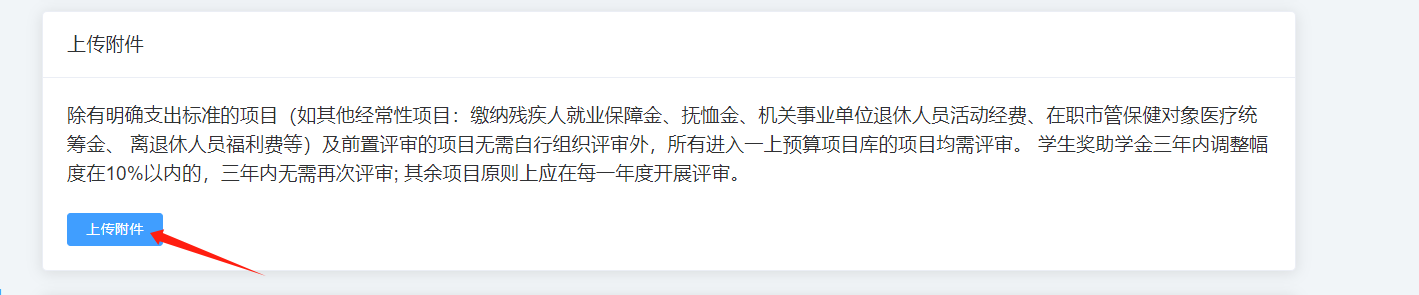 上传附件
除有明确支出标准的项目（如其他经常性项目：缴纳残疾人就业保障金、抚恤金、机关事业单位退休人员活动经费、在职市管保健对象医疗统
筹金、 离退休人员福利费等）及前置评审的项目无需自行组织评审外，所有进入一上预算项目库的项目均需评审。 学生奖助学金三年内调整幅
度在10%以内的，三年内无需再次评审; 其余项目原则上应在每一年度开展评审。
上传附件